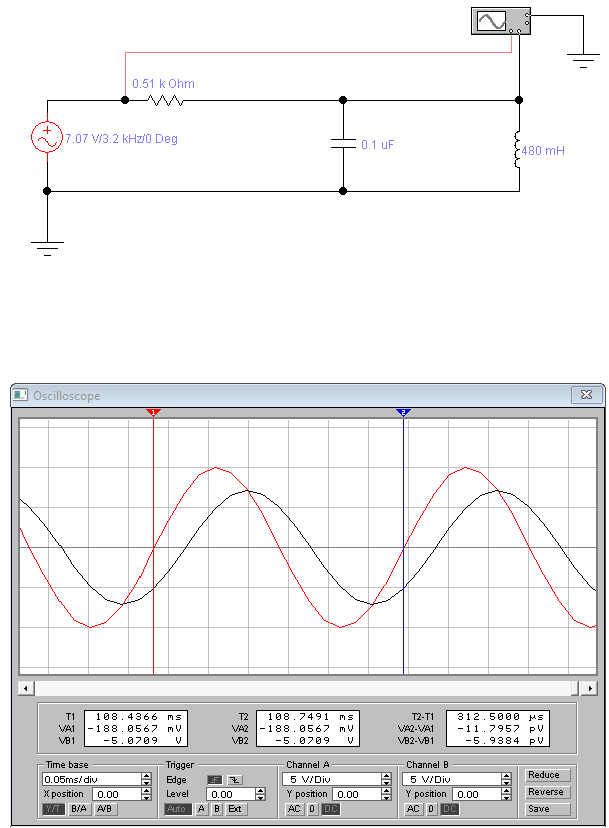 0.51 k Ohm
7.07 V/3.2 kHz/0 Deg
0.1 uF
480 mH
Oscilloscope
1 2
T1 108.4366 ms T2 108.7491 ms T2-T1 312.5000 µs
VA1 -188.0567 mV VA2 -188.0567 mV VA2-VA1 -11.7957 pV
VB1 -5.0709 V VB2 -5.0709 V VB2-VB1 -5.9384 pV
Time base Trigger Channel A Channel B
0.05ms/div Edge 5 V/Div 5 V/Div Reduce
X position 0.00 Level 0.00 Y position 0.00 Y position 0.00 Reverse
Y/T B/A A/B Auto A B Ext AC 0 DC AC 0 DC Save